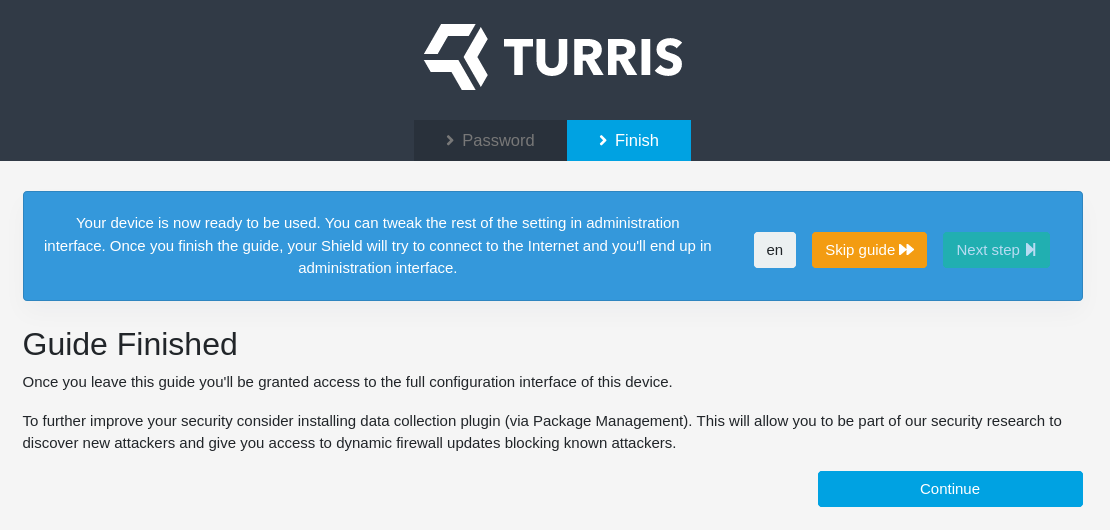 TURRIS
Password
Finish
Your device is now ready to be used. You can tweak the rest of the setting in administration
interface. Once you finish the guide, your Shield will try to connect to the Internet and you'll end up in
administration interface.
en
Skip guide
Next step
Guide Finished
Once you leave this guide you'll be granted access to the full configuration interface of this device.
To further improve your security consider installing data collection plugin (via Package Management). This will allow you to be part of our security research to
discover new attackers and give you access to dynamic firewall updates blocking known attackers.
Continue